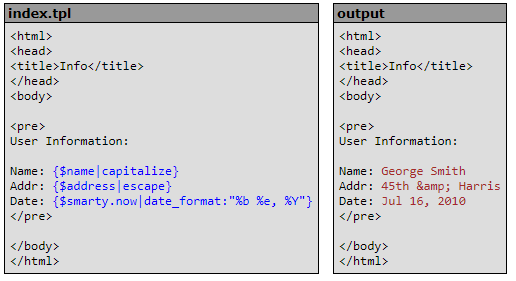 index.tpl
<html>
<head>
<title>Info</title>
</head>
<body>
<pre>
User Information:
Name: {$name|capitalize}
Addr: {$address|escape}
Date: {$smarty.now|date_format:"%b %e, %Y"}
</pre>
</body>
</html>
output
<html>
<head>
<title>Info</title>
</head>
<body>
<pre>
User Information:
Name: George Smith
Addr: 45th &amp; Harris
Date: Jul 16, 2010
</pre>
</body>
</html>